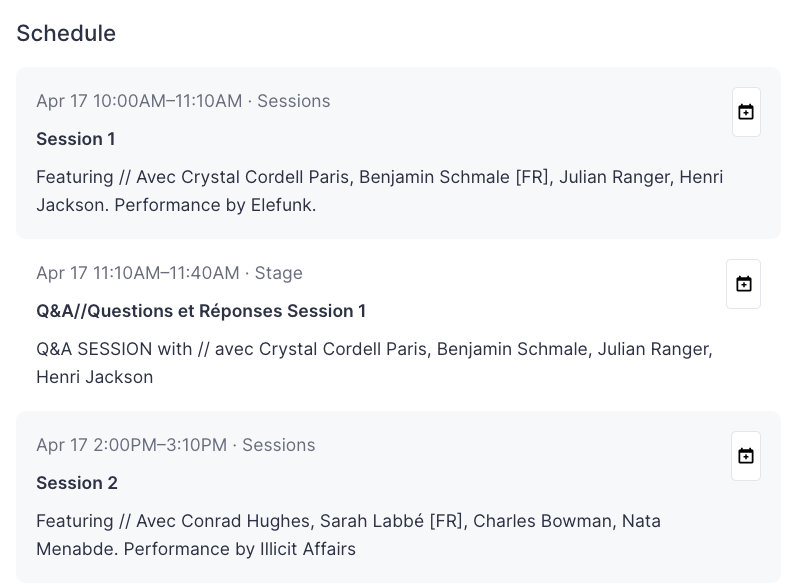 Schedule
Apr 17 10:00AM–11:10AM · Sessions
Session 1
Featuring // Avec Crystal Cordell Paris, Benjamin Schmale [FR], Julian Ranger, Henri
Jackson. Performance by Elefunk.
Apr 17 11:10AM–11:40AM · Stage
Q&A//Questions et Réponses Session 1
Q&A SESSION with // avec Crystal Cordell Paris, Benjamin Schmale, Julian Ranger,
Henri Jackson
Apr 17 2:00PM–3:10PM · Sessions
Session 2
Featuring // Avec Conrad Hughes, Sarah Labbé [FR], Charles Bowman, Nata
Menabde. Performance by Illicit Affairs